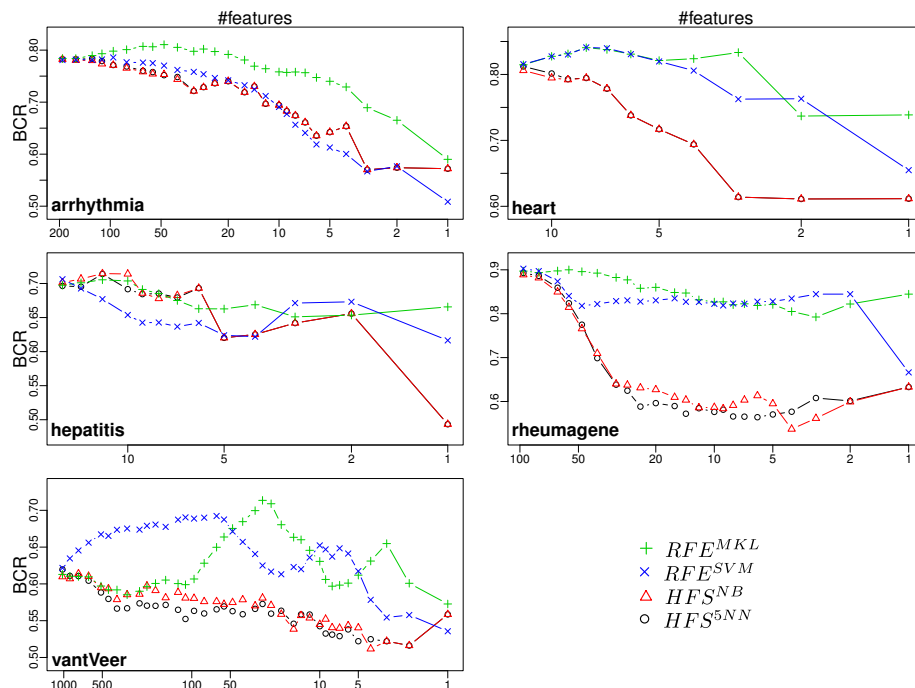 #features
#features
BCR
0.80
0.70
0.60
0.50
arrhythmia
200 100 50 20 10 5 2 1
0.80
0.70
0.60
heart
10 5 2 1
BCR
0.70
0.65
0.60
0.55
0.50
hepatitis
10 5 2 1
0.9
0.8
0.7
0.6
rheumagene
100 50 20 10 5 2 1
BCR
0.70
0.65
0.60
0.55
0.50
vantVeer
1000 500 100 50 10 5 1
RFE^MKL
RFE^SVM
HFS^NB
HFS^5NN